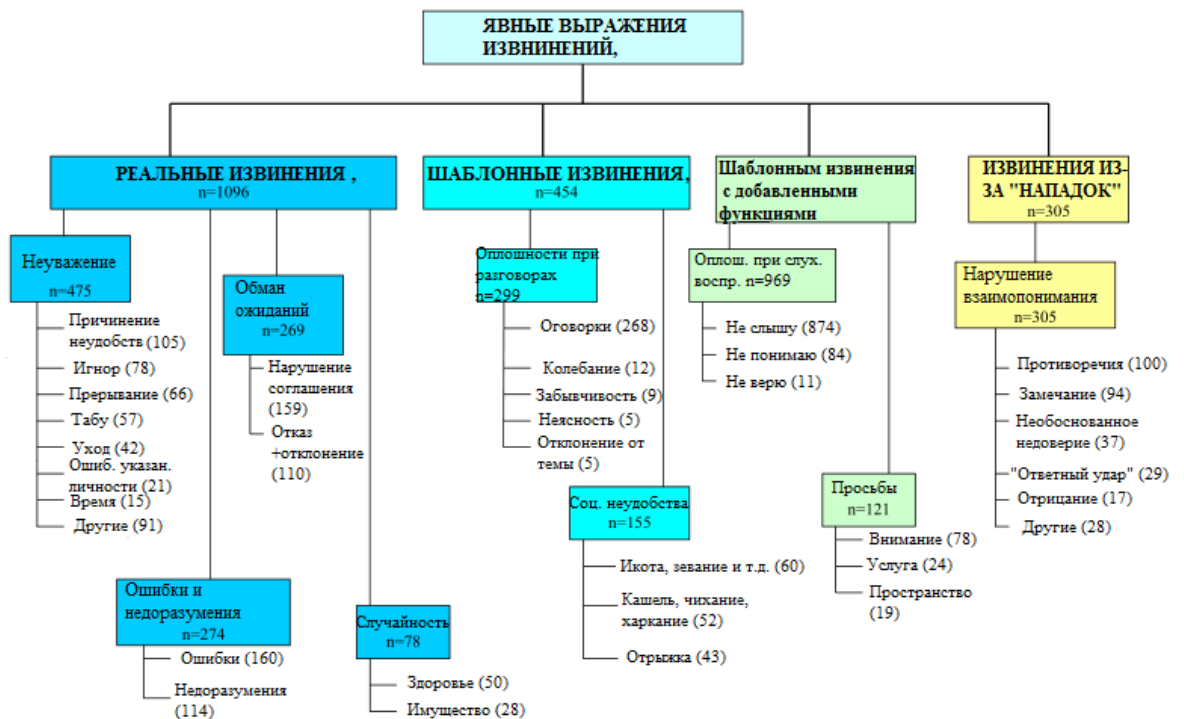 ЯВНЫЕ ВЫРАЖЕНИЯ
ИЗВНИНЕНИЙ,
РЕАЛЬНЫЕ ИЗВИНЕНИЯ ,
n=1096
Неуважение
n=475
Причинение
неудобств (105)
Игнор (78)
Прерывание (66)
Табу (57)
Уход (42)
Ошиб. указан.
личности (21)
Время (15)
Другие (91)
Ошибки и
недоразумения
n=274
Ошибки (160)
Недоразумения
(114)
Обман
ожиданий
n=269
Нарушение
соглашения
(159)
Отказ
+отклонение
(110)
Случайность
n=78
Здоровье (50)
Имущество (28)
ШАБЛОННЫЕ ИЗВИНЕНИЯ,
n=454
Оплошности при
разговорах
n=299
Оговорки (268)
Колебание (12)
Забывчивость (9)
Неясность (5)
Отклонение от
темы (5)
Соц. неудобства
n=155
Икота, зевание и т.д. (60)
Кашель, чихание,
харкание (52)
Отрыжка (43)
Шаблонным извинения
с добавленными
функциями
Оплош. при слух.
воспр. n=969
Не слышу (874)
Не понимаю (84)
Не верю (11)
Просьбы
n=121
Внимание (78)
Услуга (24)
Пространство
(19)
ИЗВИНЕНИЯ ИЗ-
ЗА "НАПАДОК"
n=305
Нарушение
взаимопонимания
n=305
Противоречия (100)
Замечание (94)
Необоснованное
недоверие (37)
"Ответный удар" (29)
Отрицание (17)
Другие (28)